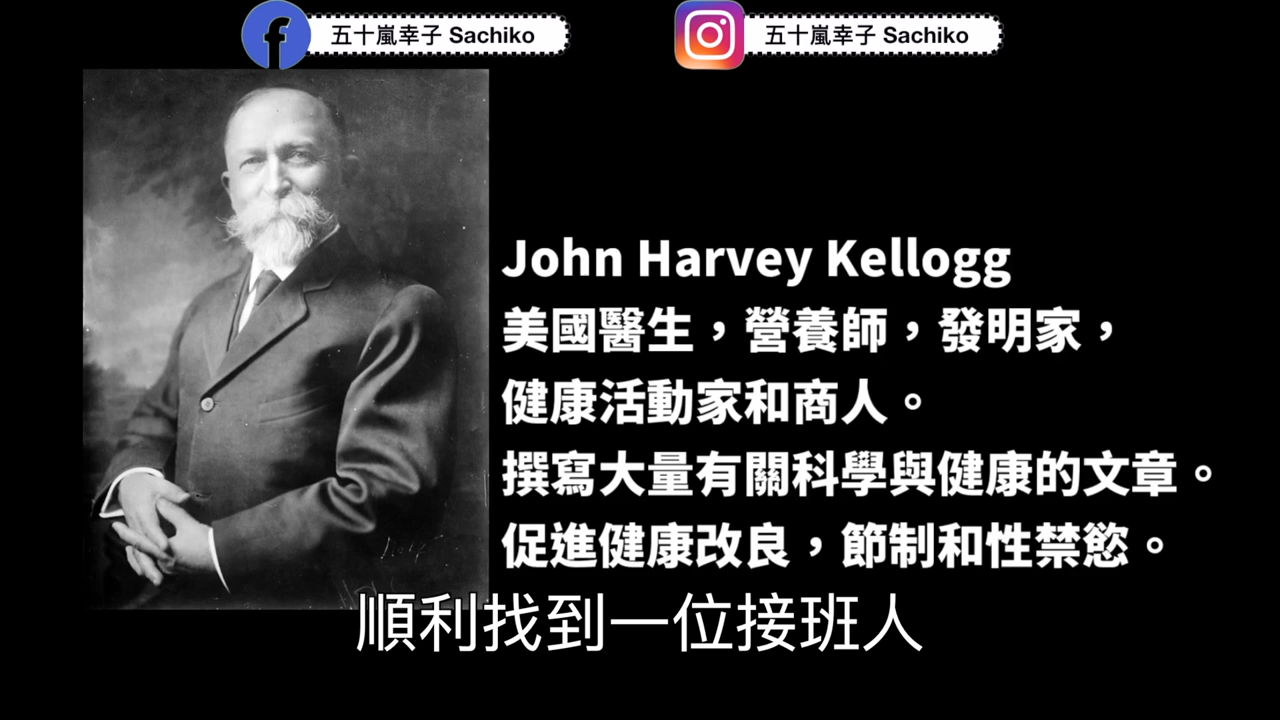 五十嵐幸子 Sachiko
五十嵐幸子 Sachiko
John Harvey Kellogg
美國醫生，營養師，發明家，
健康活動家和商人。
撰寫大量有關科學與健康的文章。
促進健康改良，節制和性禁慾。
順利找到一位接班人